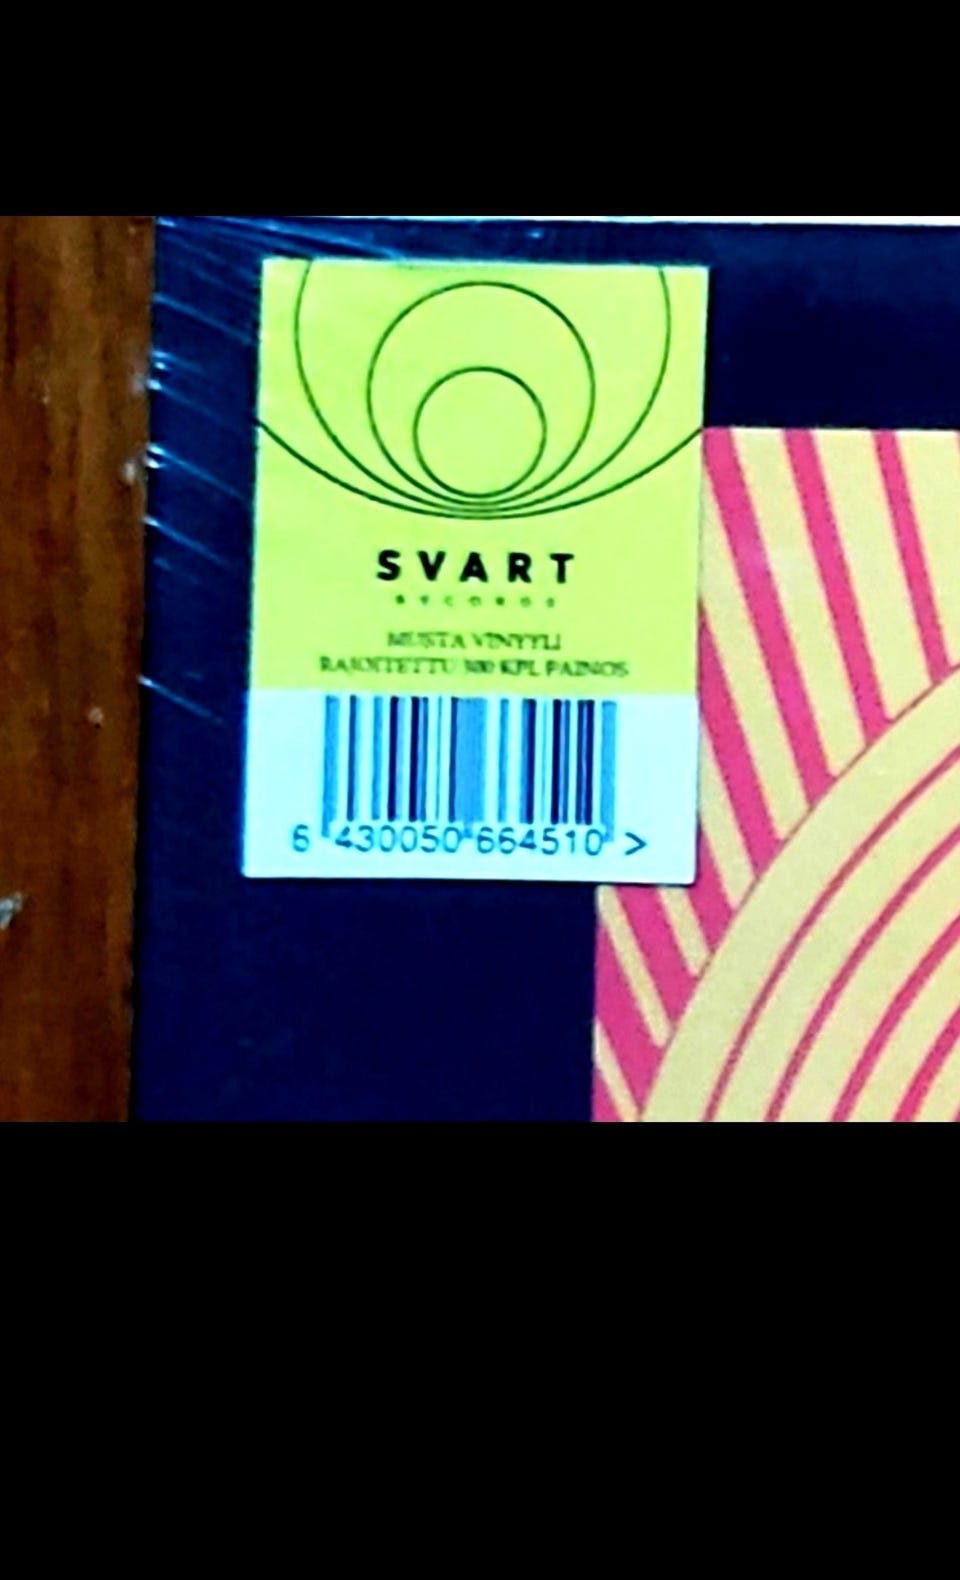 SVART
RECORDS
MUSTA VINYYLI
RAJOITETTU 300 KPL PAINOS
6 430050 664510 >